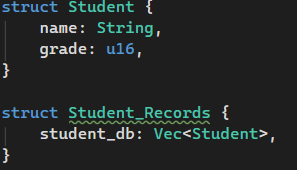 struct Student {
    name: String,
    grade: u16,
}

struct Student_Records {
    student_db: Vec<Student>,
}